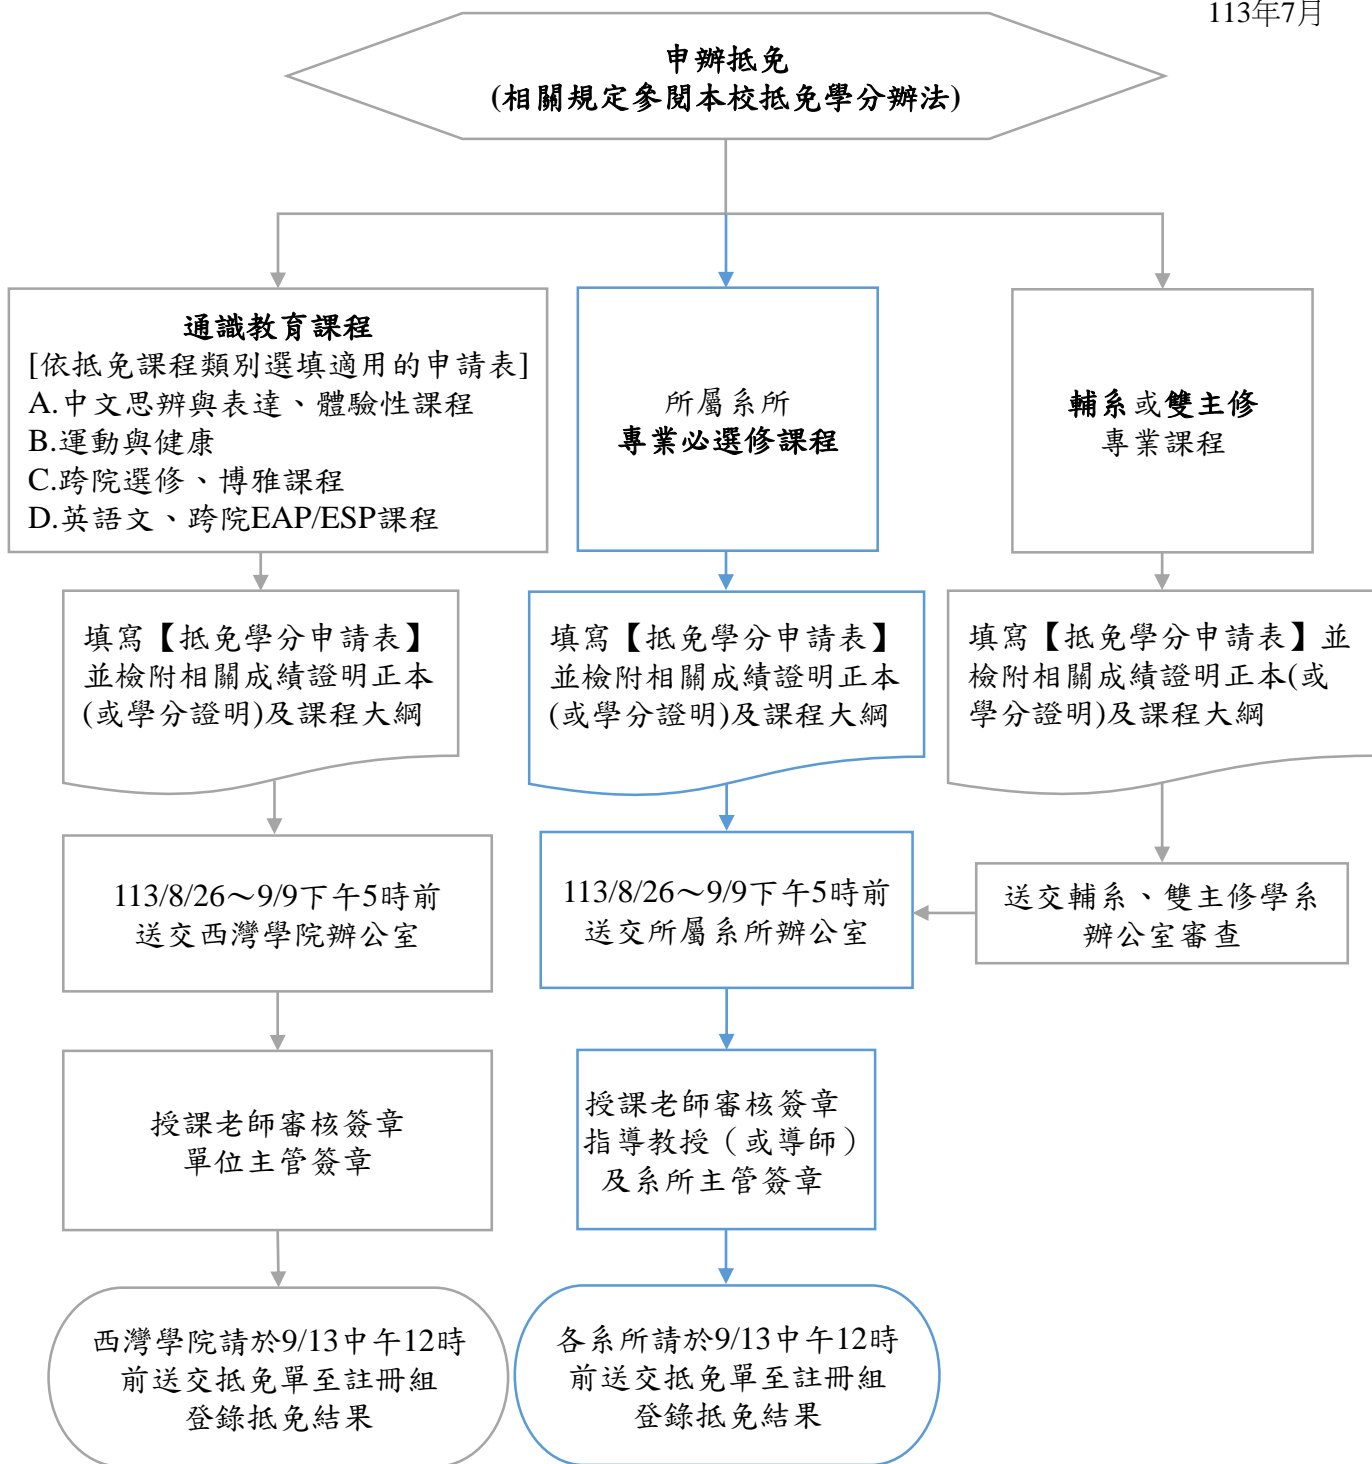 113年7月
申辦抵免
(相關規定參閱本校抵免學分辦法)
通識教育課程
[依抵免課程類別選填適用的申請表]
A.中文思辨與表達、體驗性課程
B.運動與健康
C.跨院選修、博雅課程
D.英語文、跨院EAP/ESP課程
所屬系所
專業必選修課程
輔系或雙主修
專業課程
填寫【抵免學分申請表】
並檢附相關成績證明正本
(或學分證明)及課程大綱
填寫【抵免學分申請表】
並檢附相關成績證明正本
(或學分證明)及課程大綱
填寫【抵免學分申請表】並
檢附相關成績證明正本(或
學分證明)及課程大綱
113/8/26～9/9下午5時前
送交西灣學院辦公室
113/8/26～9/9下午5時前
送交所屬系所辦公室
送交輔系、雙主修學系
辦公室審查
授課老師審核簽章
單位主管簽章
授課老師審核簽章
指導教授（或導師）
及系所主管簽章
西灣學院請於9/13中午12時
前送交抵免單至註冊組
登錄抵免結果
各系所請於9/13中午12時
前送交抵免單至註冊組
登錄抵免結果